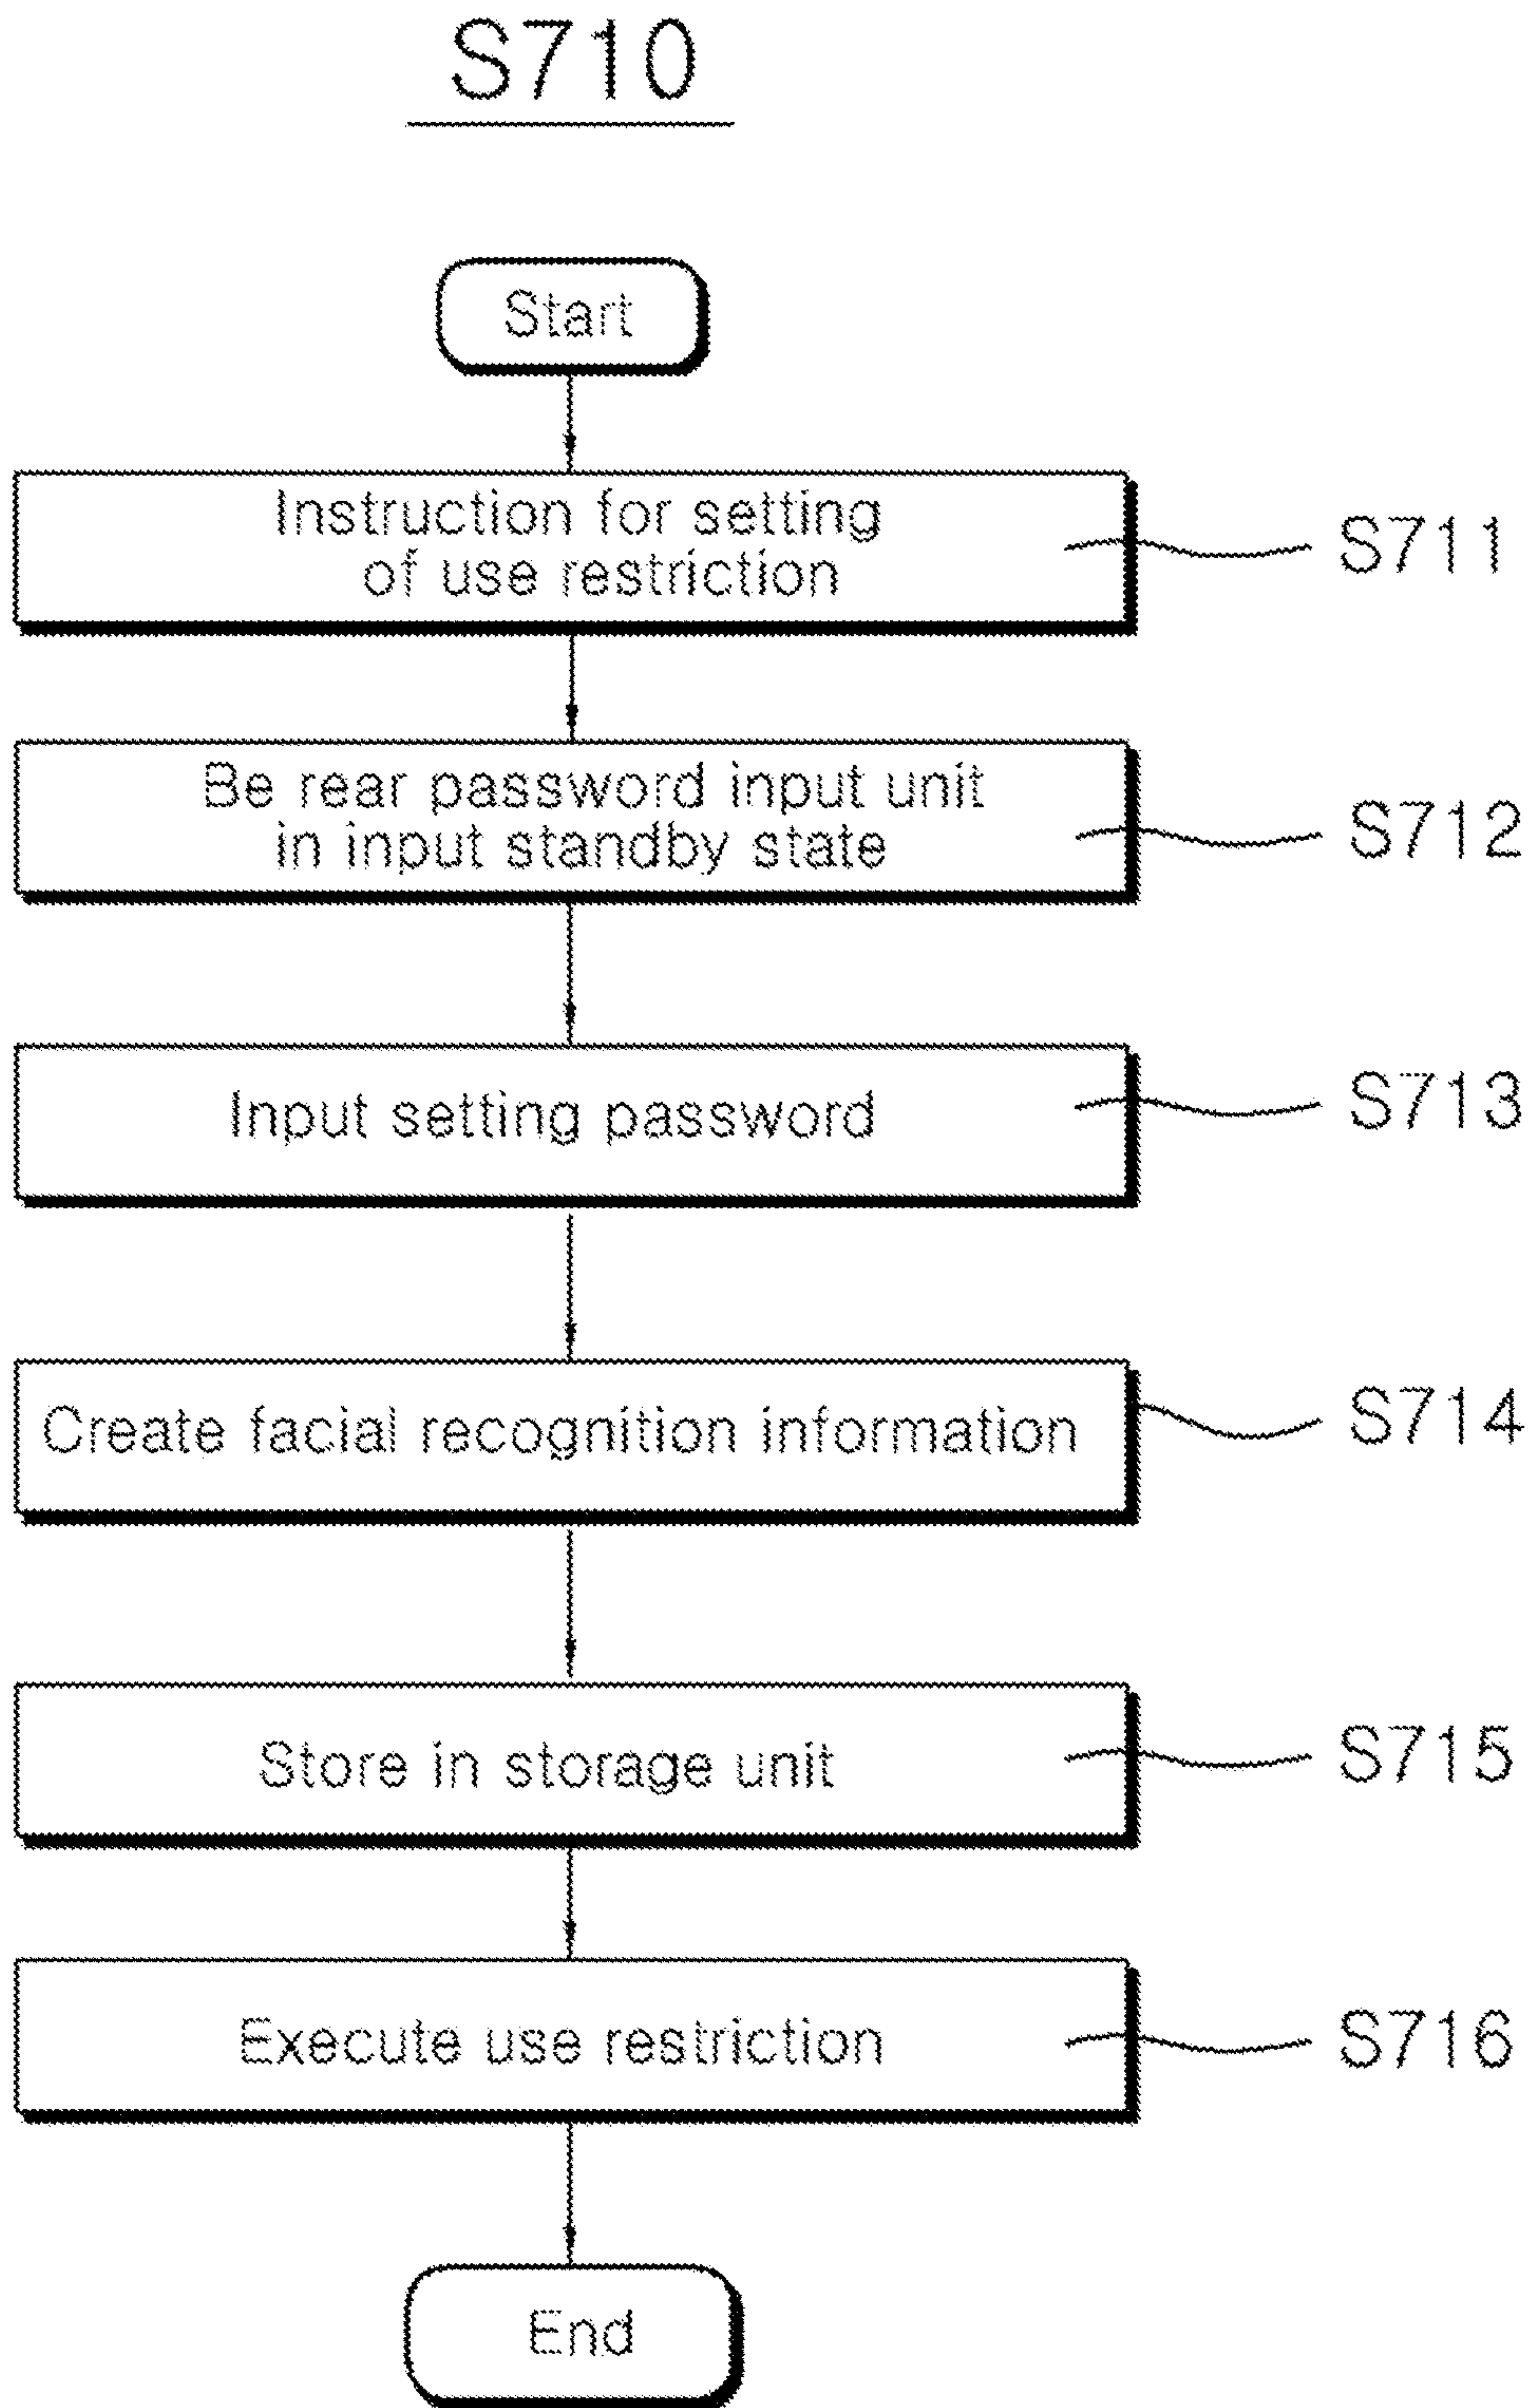 S710
Start
Instruction for setting
of use restriction
S711
Be rear password input unit
in input standby state
S712
Input setting password
S713
Create facial recognition information
S714
Store in storage unit
S715
Execute use restriction
S716
End